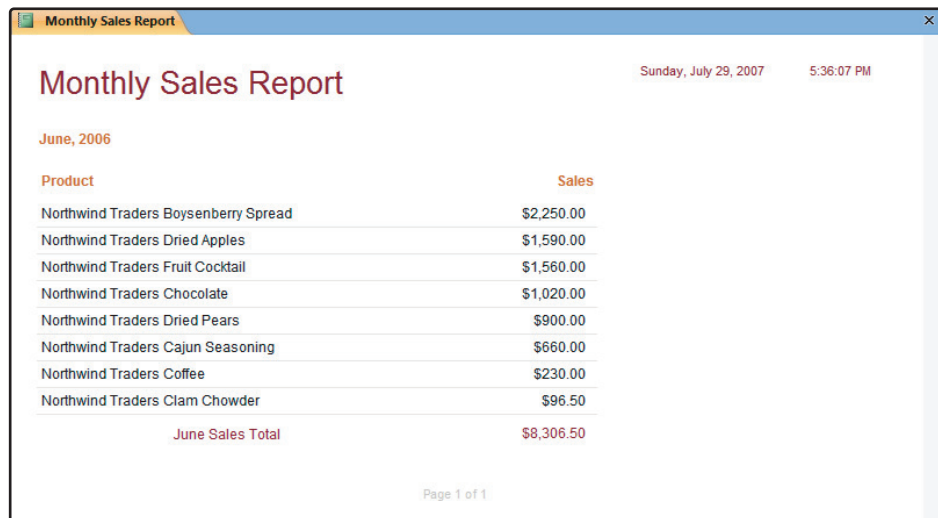 Monthly Sales Report
Monthly Sales Report
Sunday, July 29, 2007 5:36:07 PM
June, 2006
Product Sales
Northwind Traders Boysenberry Spread $2,250.00
Northwind Traders Dried Apples $1,590.00
Northwind Traders Fruit Cocktail $1,560.00
Northwind Traders Chocolate $1,020.00
Northwind Traders Dried Pears $900.00
Northwind Traders Cajun Seasoning $660.00
Northwind Traders Coffee $230.00
Northwind Traders Clam Chowder $96.50
June Sales Total $8,306.50
Page 1 of 1